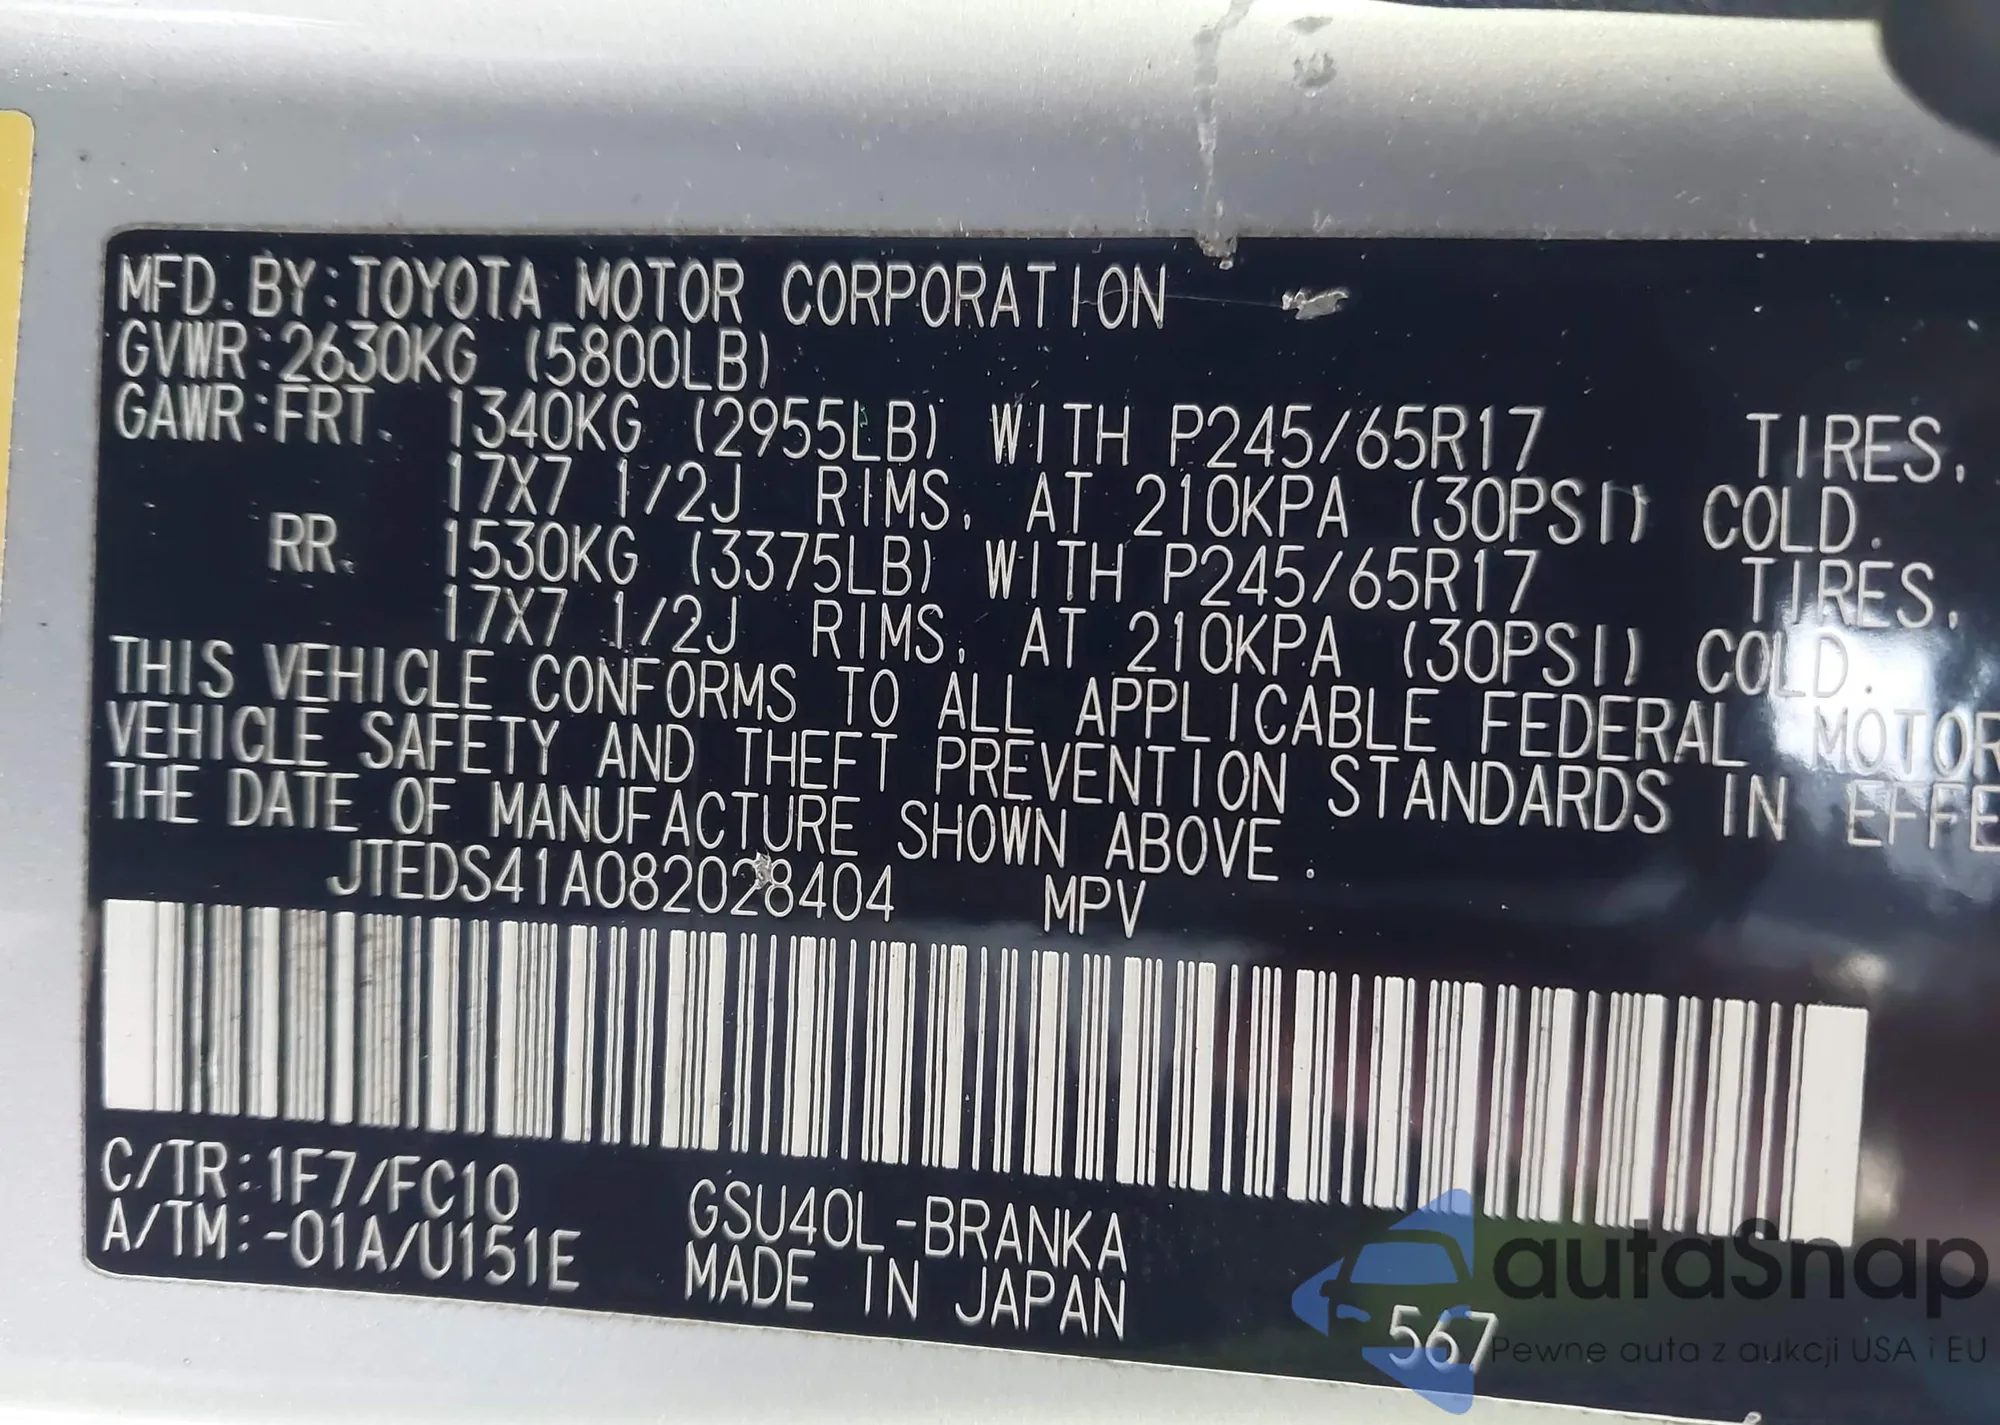 MFD. BY: TOYOTA MOTOR CORPORATION
GVWR: 2630KG (5800LB)
GAWR: FRT. 1340KG (2955LB) WITH P245/65R17 TIRES,
17X7 1/2J RIMS, AT 210KPA (30PSI) COLD.
RR. 1530KG (3375LB) WITH P245/65R17 TIRES,
17X7 1/2J RIMS, AT 210KPA (30PSI) COLD.
THIS VEHICLE CONFORMS TO ALL APPLICABLE FEDERAL MOTOR
VEHICLE SAFETY AND THEFT PREVENTION STANDARDS IN EFFE
THE DATE OF MANUFACTURE SHOWN ABOVE.
JTEDS41A082028404 MPV
C/TR: 1F7/FC10
A/TM: -01A/U151E
GSU40L-BRANKA
MADE IN JAPAN
567
autaSnap
Pewne auta z aukcji USA i EU